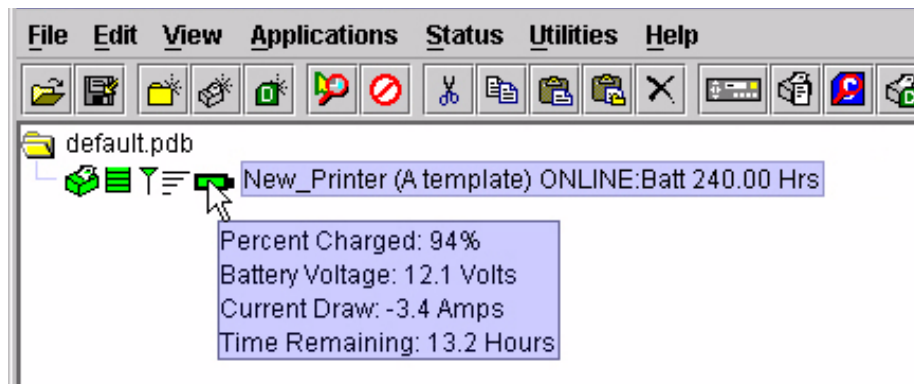 File Edit View Applications Status Utilities Help
default.pdb
New_Printer (A template) ONLINE:Batt 240.00 Hrs
Percent Charged: 94%
Battery Voltage: 12.1 Volts
Current Draw: -3.4 Amps
Time Remaining: 13.2 Hours